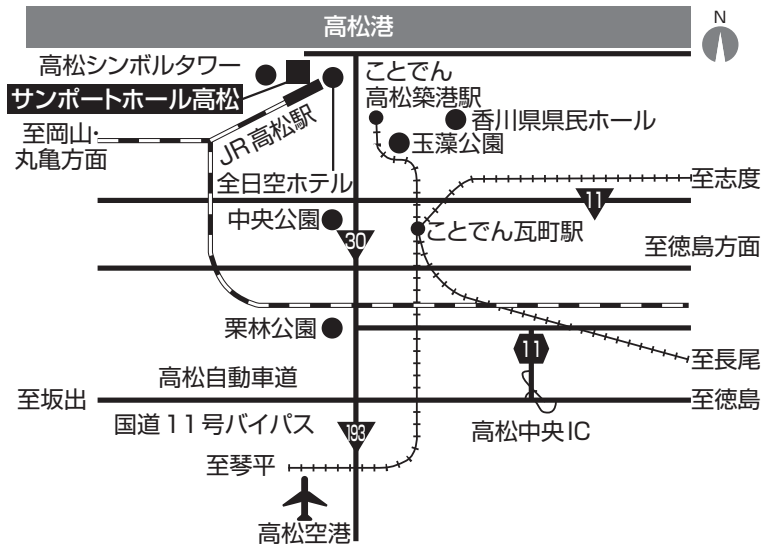 高松港
N
高松シンボルタワー
サンポートホール高松
ことでん
高松築港駅
香川県県民ホール
玉藻公園
至岡山・
丸亀方面
JR高松駅
全日空ホテル
至志度
11
中央公園
30
ことでん瓦町駅
至徳島方面
栗林公園
11
至長尾
高松自動車道
至坂出
至徳島
国道11号バイパス
193
高松中央IC
至琴平
高松空港